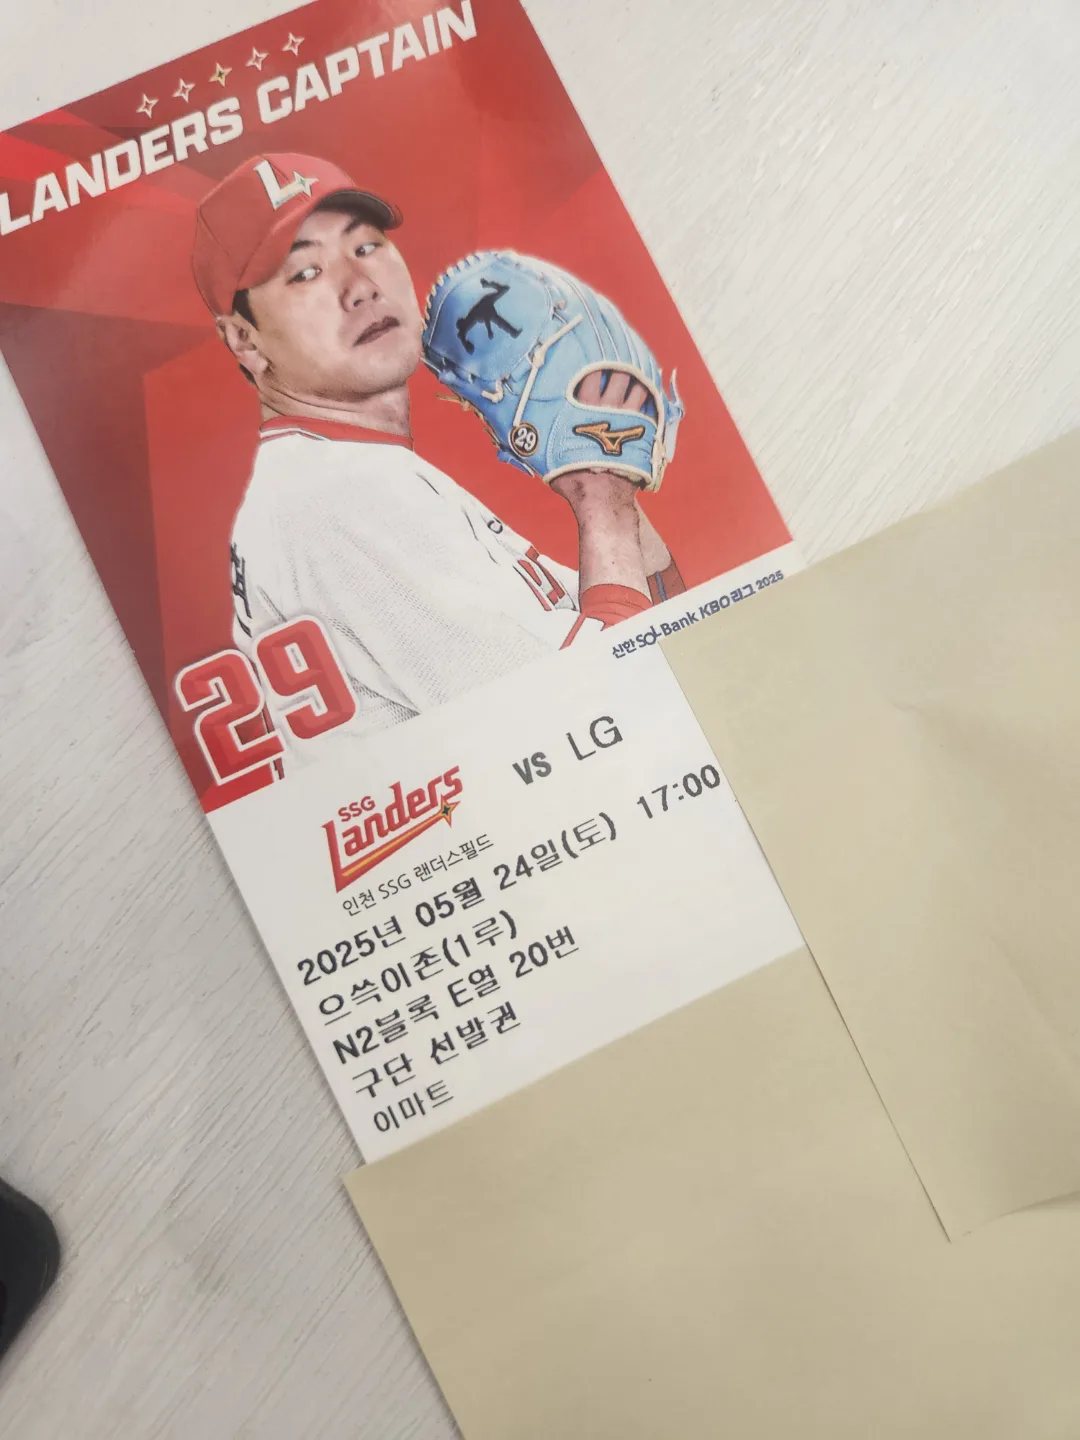 LANDERS CAPTAIN
L
29
29
신한 SOL Bank KBO 리그 2025
SSG
Landers
vs LG
인천 SSG 랜더스필드
2025년 05월 24일(토) 17:00
으쓱이존(1루)
N2블록 E열 20번
구단 선발권
이마트